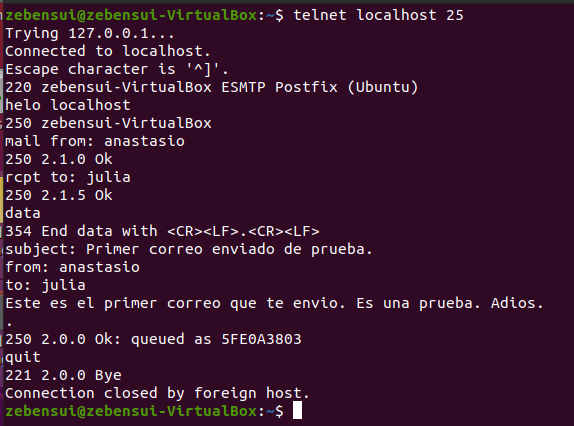 zebensui@zebensui-VirtualBox:~$ telnet localhost 25
Trying 127.0.0.1...
Connected to localhost.
Escape character is '^]'.
220 zebensui-VirtualBox ESMTP Postfix (Ubuntu)
helo localhost
250 zebensui-VirtualBox
mail from: anastasio
250 2.1.0 Ok
rcpt to: julia
250 2.1.5 Ok
data
354 End data with <CR><LF>.<CR><LF>
subject: Primer correo enviado de prueba.
from: anastasio
to: julia
Este es el primer correo que te envio. Es una prueba. Adios.
.
250 2.0.0 Ok: queued as 5FE0A3803
quit
221 2.0.0 Bye
Connection closed by foreign host.
zebensui@zebensui-VirtualBox:~$